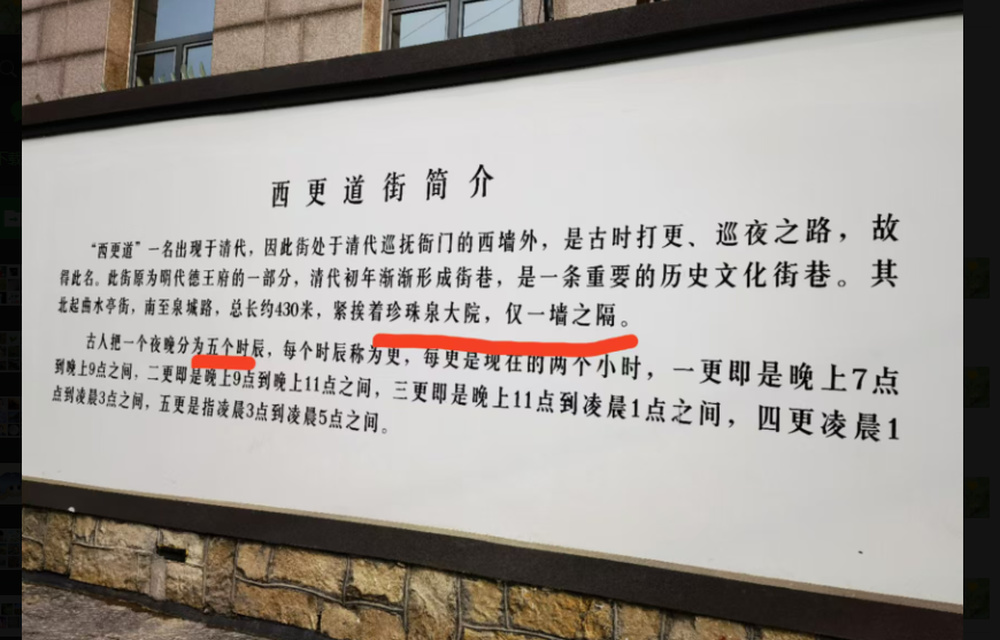 西更道街简介
“西更道”一名出现于清代，因此街处于清代巡抚衙门的西墙外，是古时打更、巡夜之路，故
得此名。此街原为明代德王府的一部分，清代初年渐渐形成街巷，是一条重要的历史文化街巷。其
北起曲水亭街，南至泉城路，总长约430米，紧挨着珍珠泉大院，仅一墙之隔。
古人把一个夜晚分为五个时辰，每个时辰称为更，每更是现在的两个小时，一更即是晚上7点
到晚上9点之间，二更即是晚上9点到晚上11点之间，三更即是晚上11点到凌晨1点之间，四更凌晨1
点到凌晨3点之间，五更是指凌晨3点到凌晨5点之间。